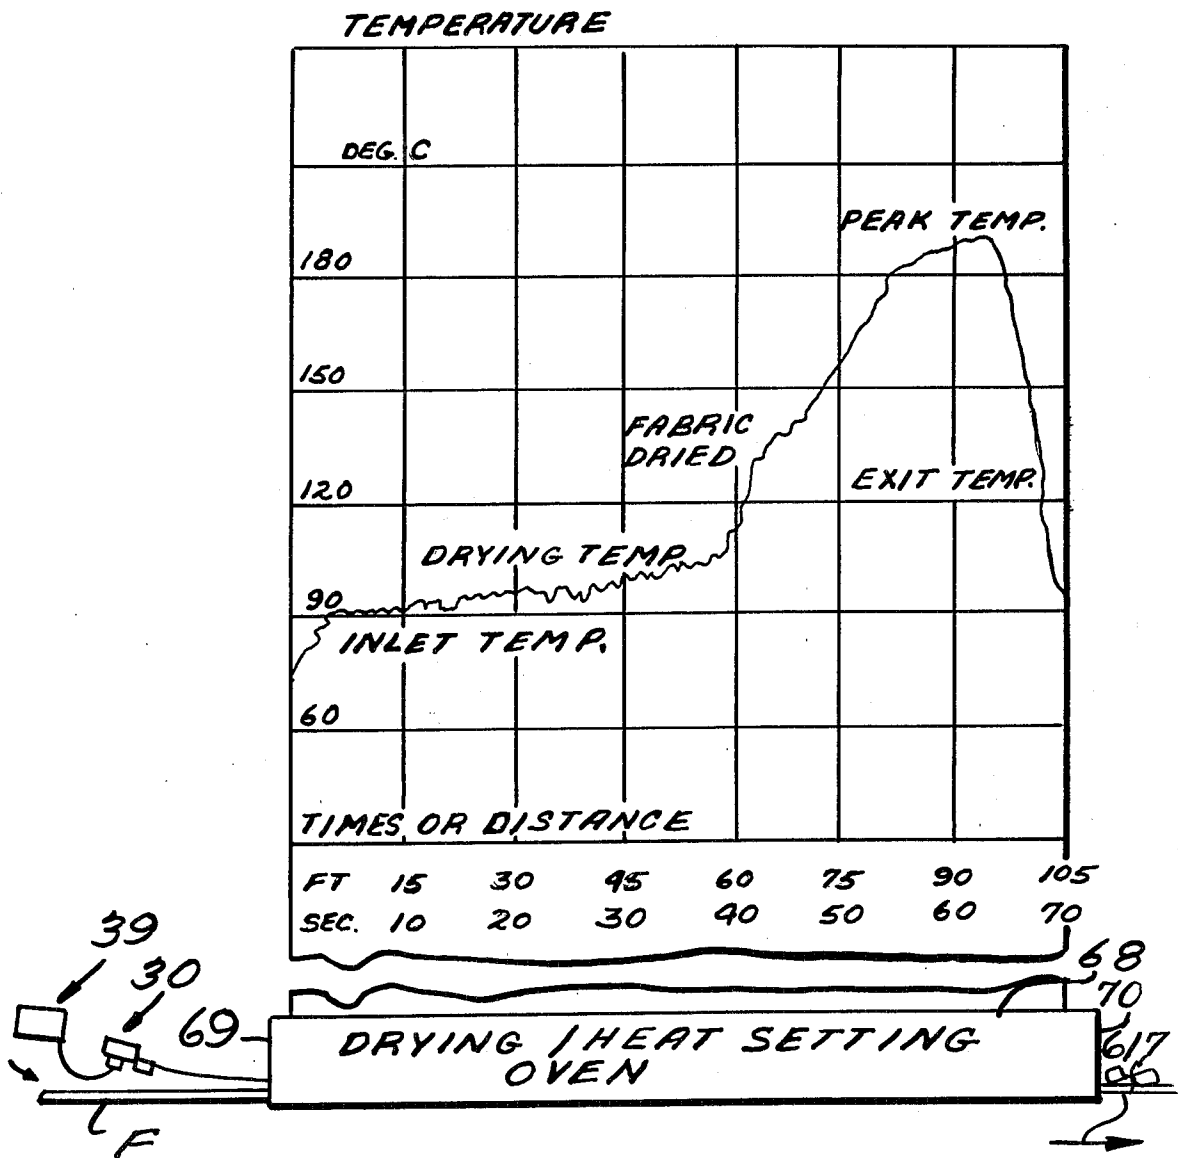 TEMPERATURE
DEG. C
PEAK TEMP.
180
150
FABRIC
DRIED
EXIT TEMP.
120
DRYING TEMP
90
INLET TEMP.
60
TIMES OR DISTANCE
FT 15 30 45 60 75 90 105
SEC. 10 20 30 40 50 60 70
39
30
68
70
69
DRYING / HEAT SETTING
OVEN
617
F